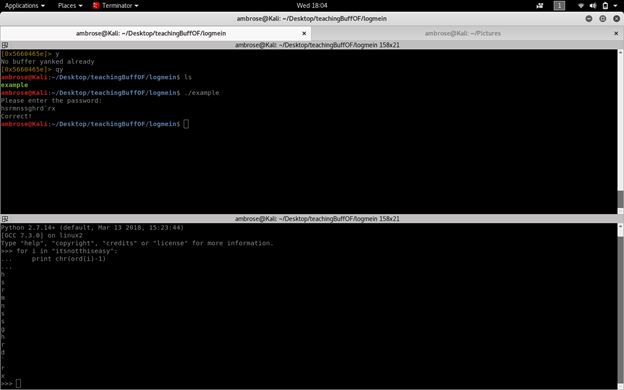 Applications Places Terminator Wed 18:04 1
ambrose@Kali: ~/Desktop/teachingBuffOF/logmein
ambrose@Kali: ~/Desktop/teachingBuffOF/logmein × ambrose@Kali: ~/Pictures ×
ambrose@Kali: ~/Desktop/teachingBuffOF/logmein 158x21
[0x5660465e]> y
No buffer yanked already
[0x5660465e]> qy
ambrose@Kali:~/Desktop/teachingBuffOF/logmein$ ls
example
ambrose@Kali:~/Desktop/teachingBuffOF/logmein$ ./example
Please enter the password:
hsrmnssghrd`rx
Correct!
ambrose@Kali:~/Desktop/teachingBuffOF/logmein$
ambrose@Kali: ~/Desktop/teachingBuffOF/logmein 158x21
Python 2.7.14+ (default, Mar 13 2018, 15:23:44)
[GCC 7.3.0] on linux2
Type "help", "copyright", "credits" or "license" for more information.
>>> for i in "itsnotthiseasy":
...     print chr(ord(i)-1)
...
h
s
r
m
n
s
s
g
h
r
d
`
r
x
>>>